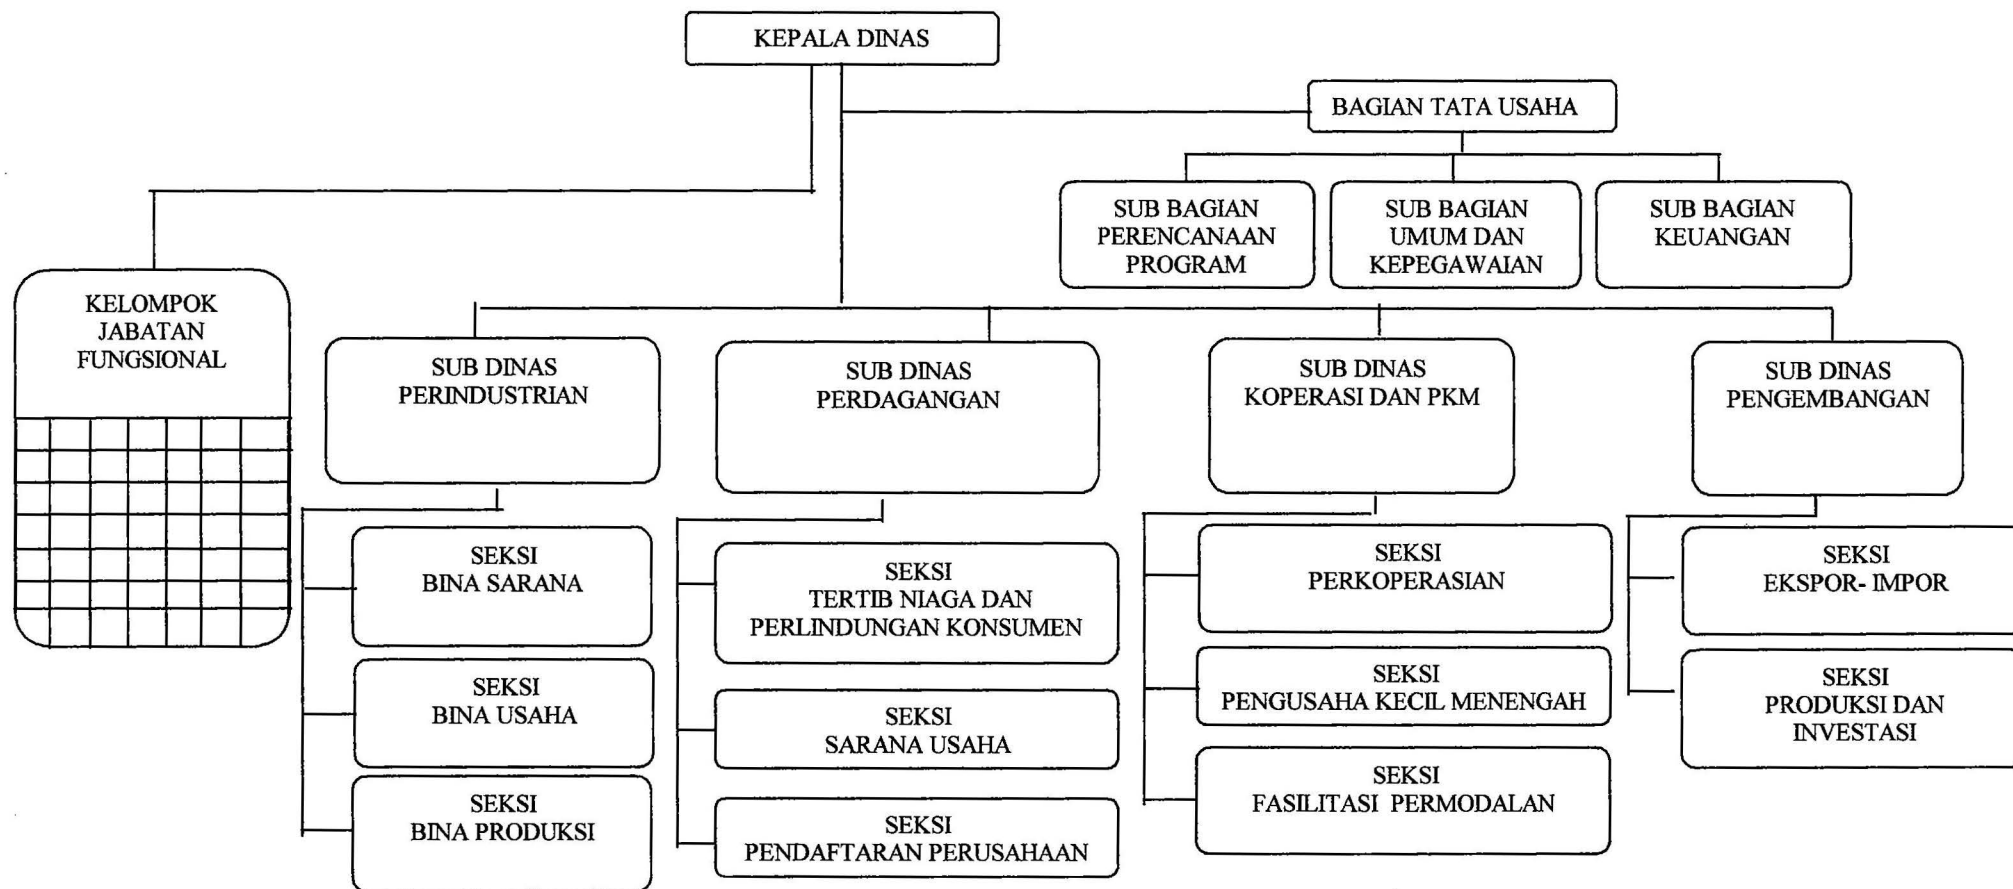 KEPALA DINAS
BAGIAN TATA USAHA
SUB BAGIAN
PERENCANAAN
PROGRAM
SUB BAGIAN
UMUM DAN
KEPEGAWAIAN
SUB BAGIAN
KEUANGAN
KELOMPOK
JABATAN
FUNGSIONAL
SUB DINAS
PERINDUSTRIAN
SUB DINAS
PERDAGANGAN
SUB DINAS
KOPERASI DAN PKM
SUB DINAS
PENGEMBANGAN
SEKSI
BINA SARANA
SEKSI
BINA USAHA
SEKSI
BINA PRODUKSI
SEKSI
TERTIB NIAGA DAN
PERLINDUNGAN KONSUMEN
SEKSI
SARANA USAHA
SEKSI
PENDAFTARAN PERUSAHAAN
SEKSI
PERKOPERASIAN
SEKSI
PENGUSAHA KECIL MENENGAH
SEKSI
FASILITASI PERMODALAN
SEKSI
EKSPOR- IMPOR
SEKSI
PRODUKSI DAN
INVESTASI